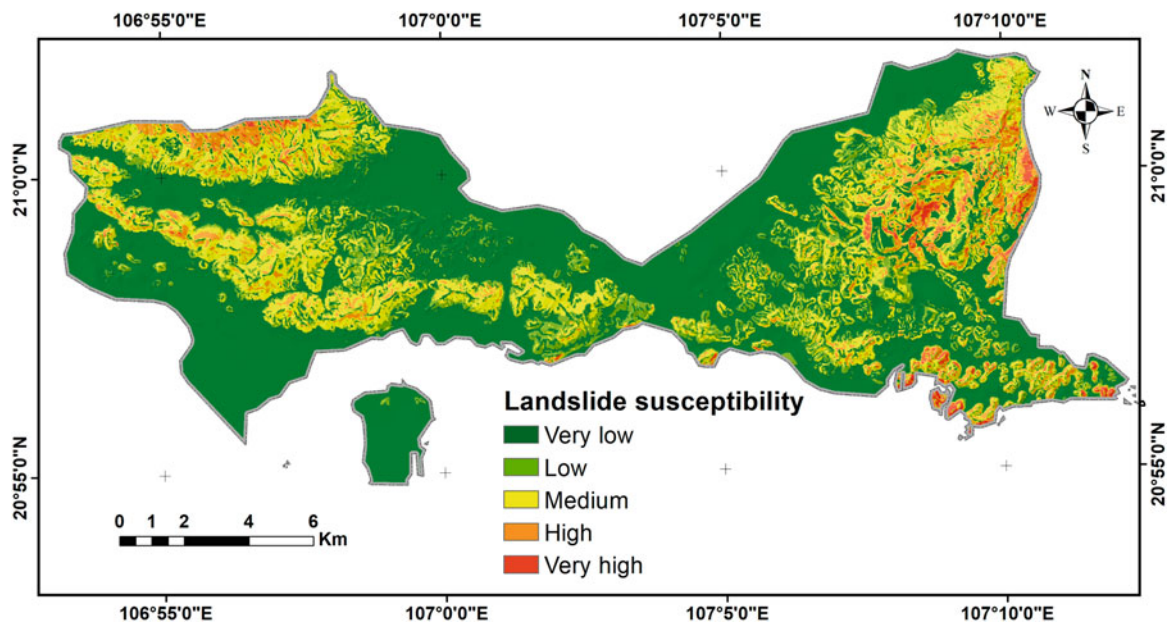 106°55'0"E 107°0'0"E 107°5'0"E 107°10'0"E
N
W E
S
21°0'0"N 21°0'0"N
Landslide susceptibility
Very low
Low
Medium
High
Very high
20°55'0"N 20°55'0"N
0 1 2 4 6
Km
106°55'0"E 107°0'0"E 107°5'0"E 107°10'0"E